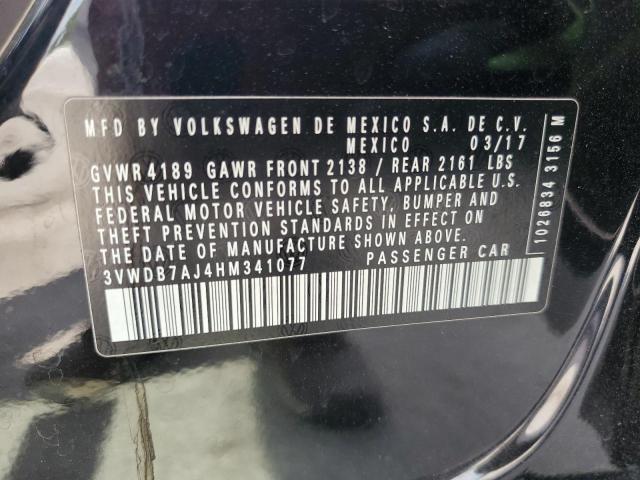 MFD BY VOLKSWAGEN DE MEXICO S.A. DE C.V.
MEXICO 03/17
GVWR 4189 GAWR FRONT 2138 / REAR 2161 LBS
THIS VEHICLE CONFORMS TO ALL APPLICABLE U.S.
FEDERAL MOTOR VEHICLE SAFETY, BUMPER AND
THEFT PREVENTION STANDARDS IN EFFECT ON
THE DATE OF MANUFACTURE SHOWN ABOVE.
3VWDB7AJ4HM341077 PASSENGER CAR
1026834 3156 M